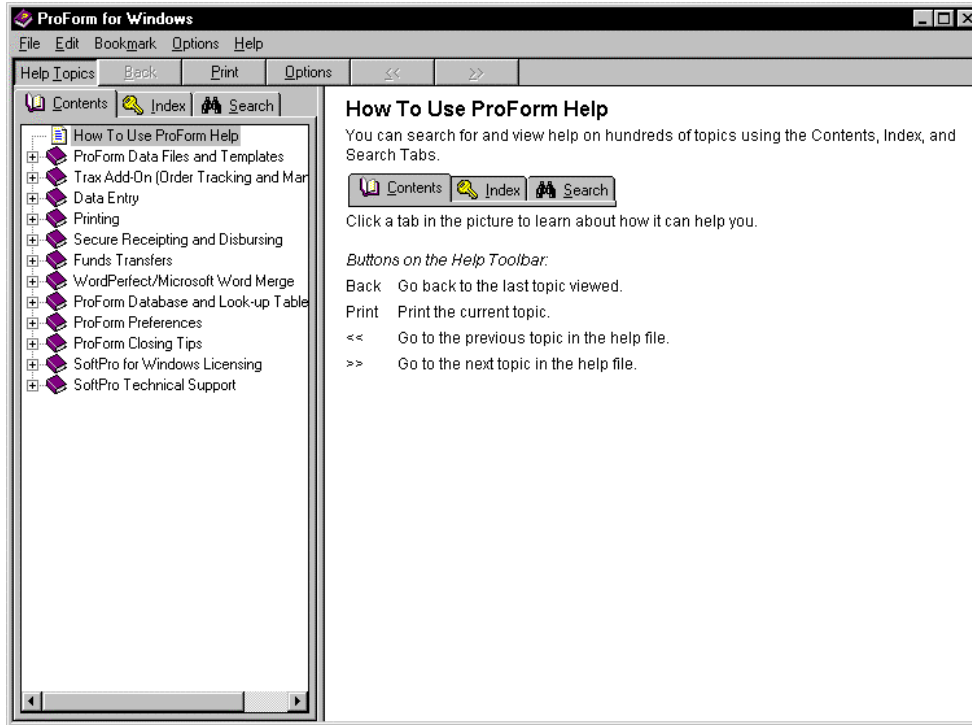 ProForm for Windows
File Edit Bookmark Options Help
Help Topics Back Print Options << >>
Contents Index Search
How To Use ProForm Help
ProForm Data Files and Templates
Trax Add-On (Order Tracking and Mar
Data Entry
Printing
Secure Receipting and Disbursing
Funds Transfers
WordPerfect/Microsoft Word Merge
ProForm Database and Look-up Table
ProForm Preferences
ProForm Closing Tips
SoftPro for Windows Licensing
SoftPro Technical Support
How To Use ProForm Help
You can search for and view help on hundreds of topics using the Contents, Index, and
Search Tabs.
Contents Index Search
Click a tab in the picture to learn about how it can help you.
Buttons on the Help Toolbar:
Back Go back to the last topic viewed.
Print Print the current topic.
<< Go to the previous topic in the help file.
>> Go to the next topic in the help file.